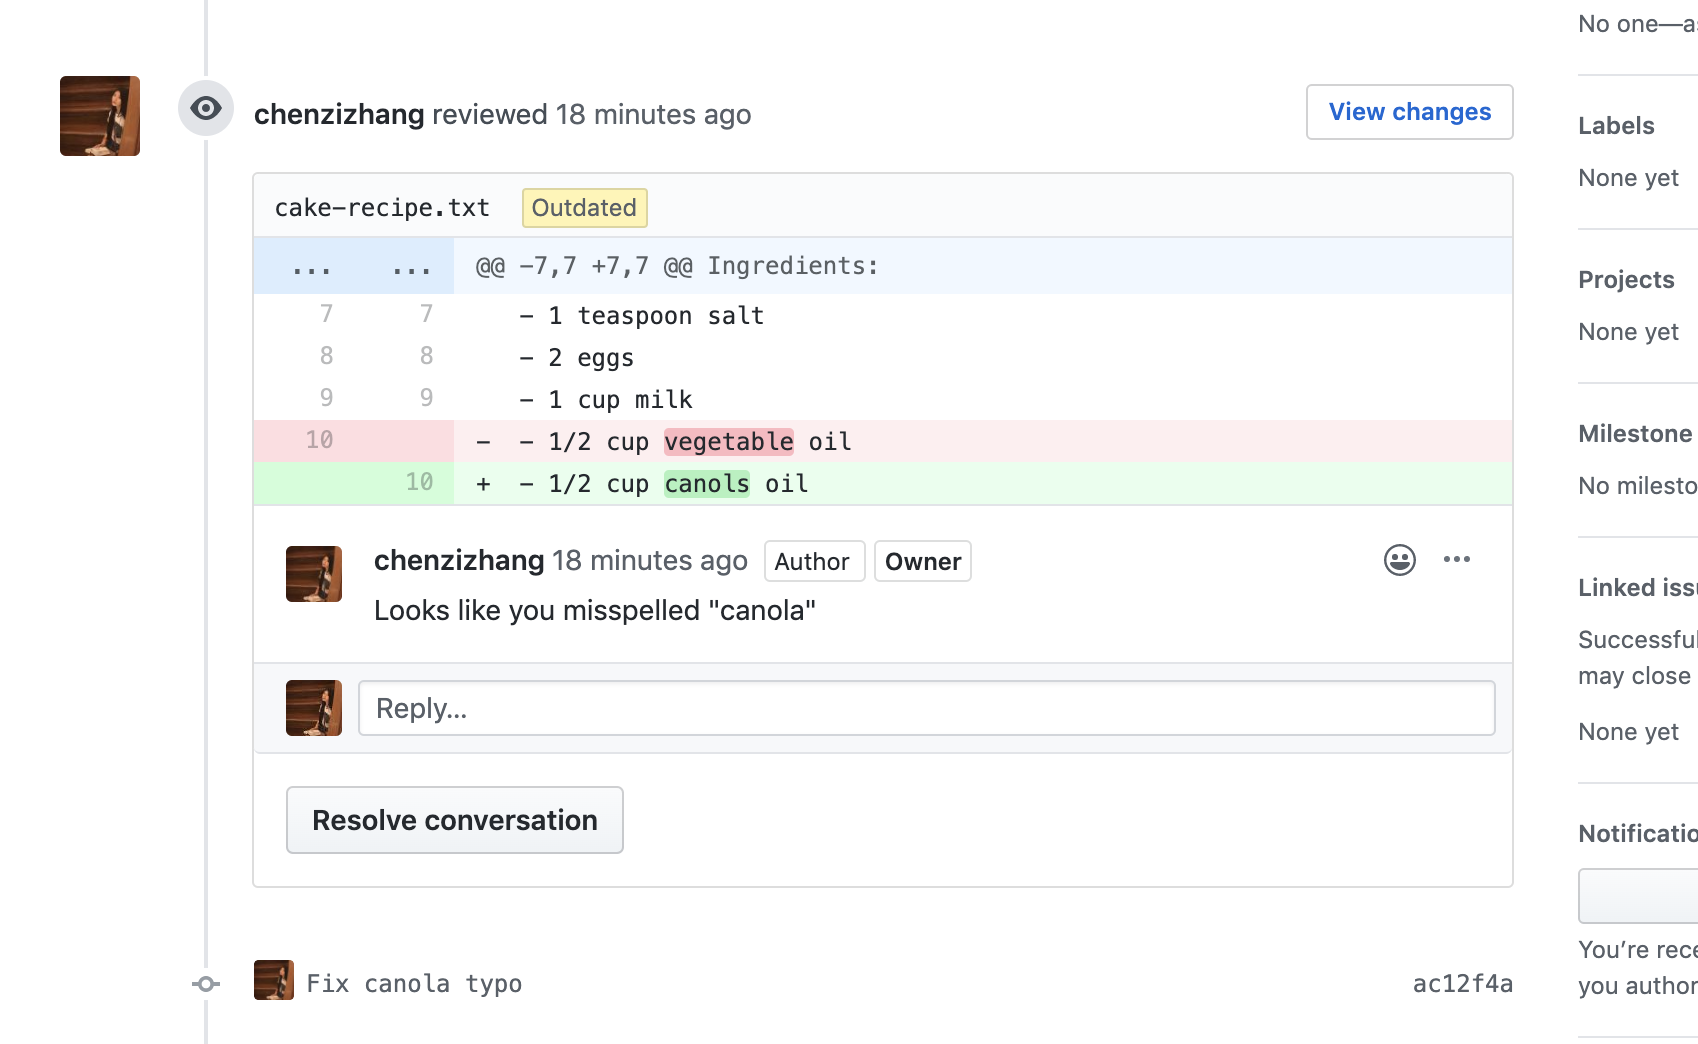 No one—as
chenzizhang reviewed 18 minutes ago
View changes
Labels
None yet
cake-recipe.txt Outdated
... ... @@ -7,7 +7,7 @@ Ingredients:
Projects
7 7 - 1 teaspoon salt
None yet
8 8 - 2 eggs
9 9 - 1 cup milk
10 - - 1/2 cup vegetable oil
Milestone
10 + - 1/2 cup canols oil
No milesto
chenzizhang 18 minutes ago Author Owner
Looks like you misspelled "canola"
Linked issu
Successful
may close
Reply...
None yet
Resolve conversation
Notificatio
You’re rece
you author
Fix canola typo ac12f4a